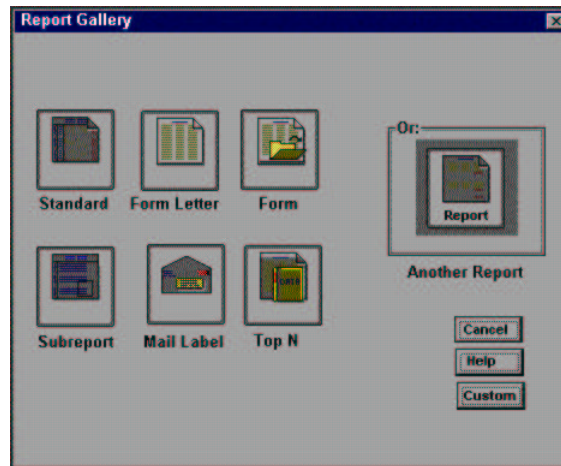 Report Gallery
Standard Form Letter Form
Or:
Report
Another Report
Subreport Mail Label Top N
Cancel
Help
Custom